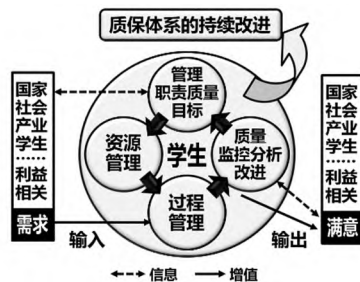 质保体系的持续改进
国家
社会
产业
学生
……
利益
相关
需求
管理
职责质量
目标
资源
管理
学生
质量
监控分析
改进
过程
管理
输入
输出
国家
社会
产业
学生
……
利益
相关
满意
信息
增值